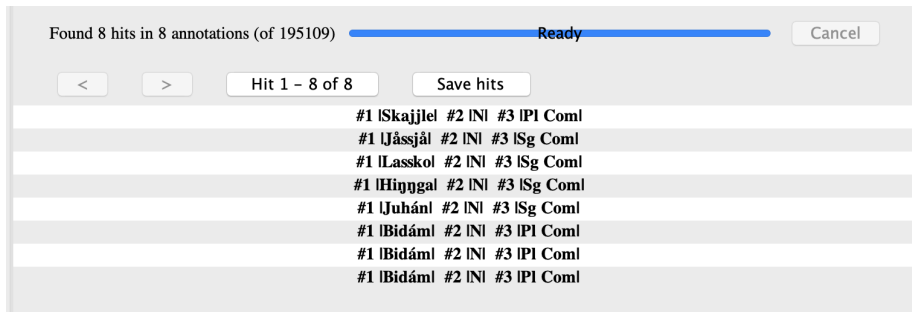 Found 8 hits in 8 annotations (of 195109) Ready Cancel
< > Hit 1 – 8 of 8 Save hits
#1 |Skajjle| #2 |N| #3 |Pl Com|
#1 |Jåssjå| #2 |N| #3 |Sg Com|
#1 |Lassko| #2 |N| #3 |Sg Com|
#1 |Hiŋŋga| #2 |N| #3 |Sg Com|
#1 |Juhán| #2 |N| #3 |Sg Com|
#1 |Bidám| #2 |N| #3 |Pl Com|
#1 |Bidám| #2 |N| #3 |Pl Com|
#1 |Bidám| #2 |N| #3 |Pl Com|